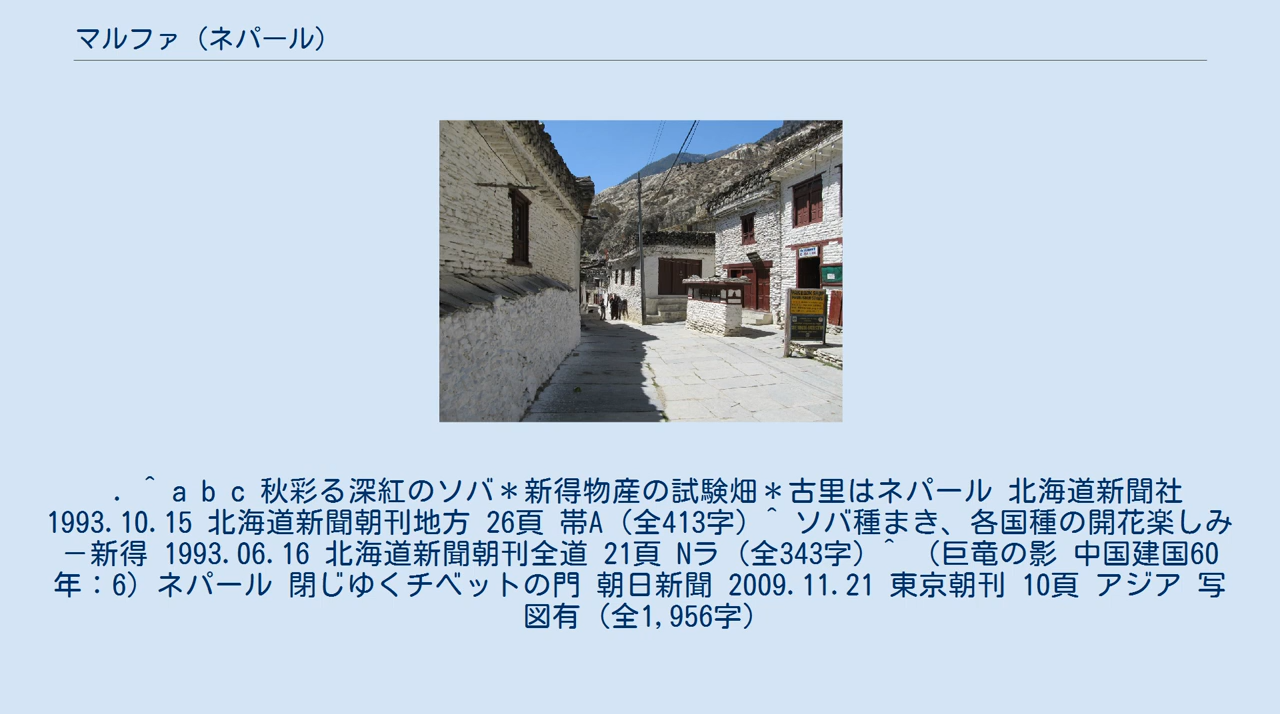 マルファ（ネパール）
. ^ a b c 秋彩る深紅のソバ＊新得物産の試験畑＊古里はネパール 北海道新聞社
1993.10.15 北海道新聞朝刊地方 26頁 帯A（全413字）^ ソバ種まき、各国種の開花楽しみ
－新得 1993.06.16 北海道新聞朝刊全道 21頁 Nラ（全343字）^ （巨竜の影 中国建国60
年：6）ネパール 閉じゆくチベットの門 朝日新聞 2009.11.21 東京朝刊 10頁 アジア 写
図有（全1,956字）